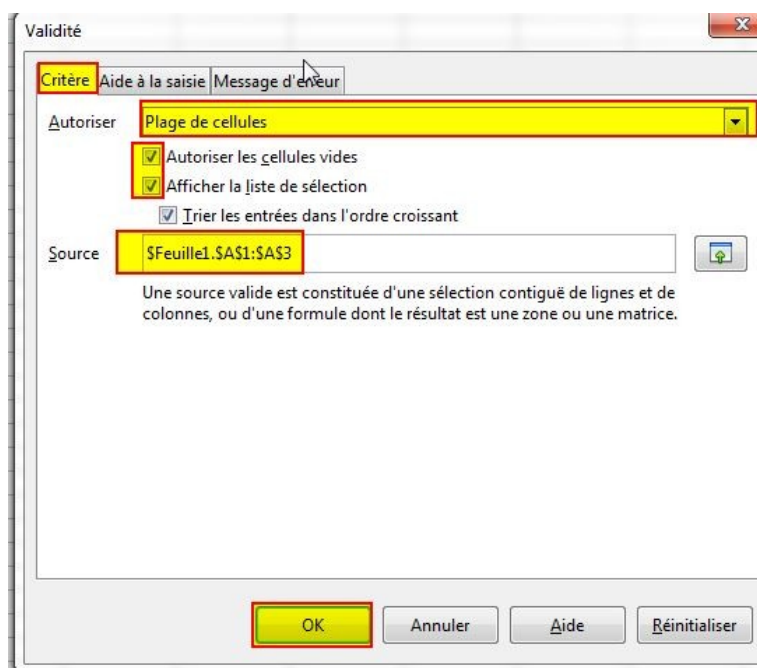 Validité
Critère Aide à la saisie Message d'erreur
Autoriser Plage de cellules
Autoriser les cellules vides
Afficher la liste de sélection
Trier les entrées dans l'ordre croissant
Source $Feuille1.$A$1:$A$3
Une source valide est constituée d'une sélection contiguë de lignes et de
colonnes, ou d'une formule dont le résultat est une zone ou une matrice.
OK Annuler Aide Réinitialiser